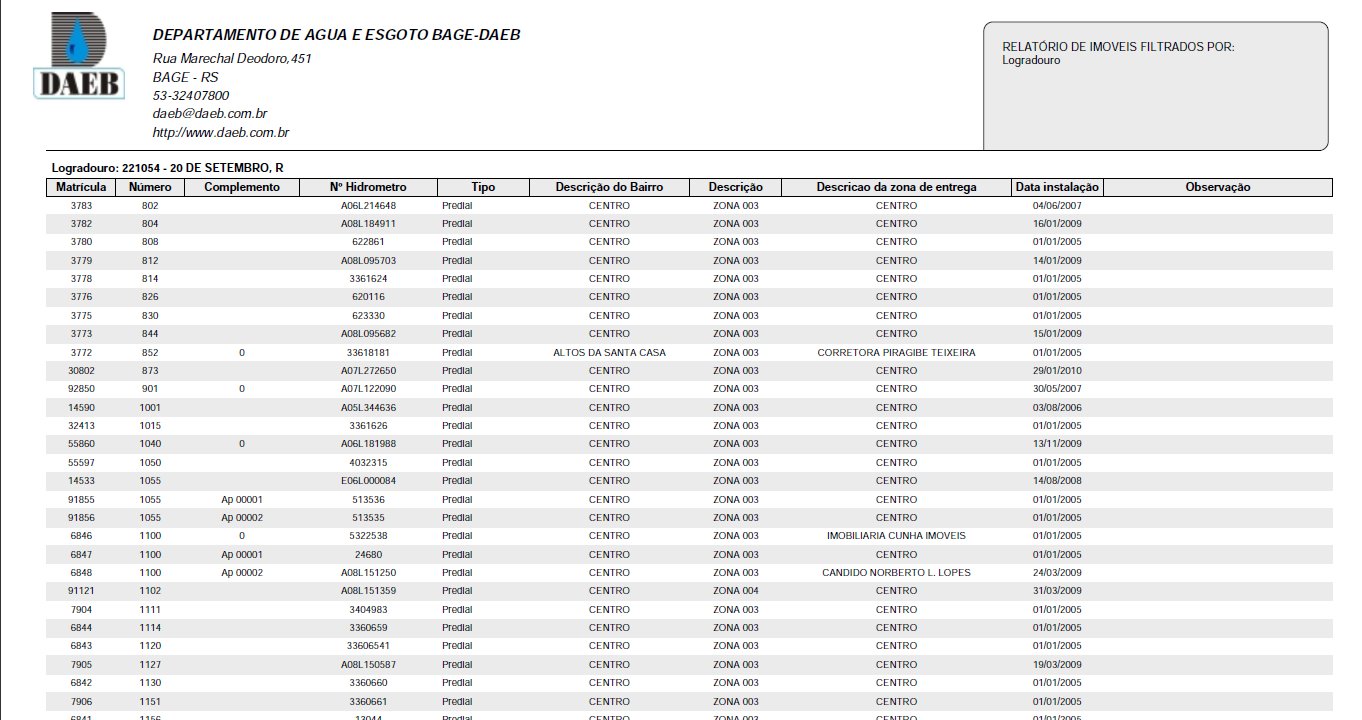 DAEB
DEPARTAMENTO DE AGUA E ESGOTO BAGE-DAEB
Rua Marechal Deodoro,451
BAGE - RS
53-32407800
daeb@daeb.com.br
http://www.daeb.com.br
RELATÓRIO DE IMOVEIS FILTRADOS POR:
Logradouro
Logradouro: 221054 - 20 DE SETEMBRO, R
Matrícula Número Complemento Nº Hidrometro Tipo Descrição do Bairro Descrição Descricao da zona de entrega Data instalação Observação
3783 802 A06L214648 Predial CENTRO ZONA 003 CENTRO 04/06/2007
3782 804 A08L184911 Predial CENTRO ZONA 003 CENTRO 16/01/2009
3780 808 622861 Predial CENTRO ZONA 003 CENTRO 01/01/2005
3779 812 A08L095703 Predial CENTRO ZONA 003 CENTRO 14/01/2009
3778 814 3361624 Predial CENTRO ZONA 003 CENTRO 01/01/2005
3776 826 620116 Predial CENTRO ZONA 003 CENTRO 01/01/2005
3775 830 623330 Predial CENTRO ZONA 003 CENTRO 01/01/2005
3773 844 A08L095682 Predial CENTRO ZONA 003 CENTRO 15/01/2009
3772 852 0 33618181 Predial ALTOS DA SANTA CASA ZONA 003 CORRETORA PIRAGIBE TEIXEIRA 01/01/2005
30802 873 A07L272650 Predial CENTRO ZONA 003 CENTRO 29/01/2010
92850 901 0 A07L122090 Predial CENTRO ZONA 003 CENTRO 30/05/2007
14590 1001 A05L344636 Predial CENTRO ZONA 003 CENTRO 03/08/2006
32413 1015 3361626 Predial CENTRO ZONA 003 CENTRO 01/01/2005
55860 1040 0 A06L181988 Predial CENTRO ZONA 003 CENTRO 13/11/2009
55597 1050 4032315 Predial CENTRO ZONA 003 CENTRO 01/01/2005
14533 1055 E06L000084 Predial CENTRO ZONA 003 CENTRO 14/08/2008
91855 1055 Ap 00001 513536 Predial CENTRO ZONA 003 CENTRO 01/01/2005
91856 1055 Ap 00002 513535 Predial CENTRO ZONA 003 CENTRO 01/01/2005
6846 1100 0 5322538 Predial CENTRO ZONA 003 IMOBILIARIA CUNHA IMOVEIS 01/01/2005
6847 1100 Ap 00001 24680 Predial CENTRO ZONA 003 CENTRO 01/01/2005
6848 1100 Ap 00002 A08L151250 Predial CENTRO ZONA 003 CANDIDO NORBERTO L. LOPES 24/03/2009
91121 1102 A08L151359 Predial CENTRO ZONA 004 CENTRO 31/03/2009
7904 1111 3404983 Predial CENTRO ZONA 003 CENTRO 01/01/2005
6844 1114 3360659 Predial CENTRO ZONA 003 CENTRO 01/01/2005
6843 1120 33606541 Predial CENTRO ZONA 003 CENTRO 01/01/2005
7905 1127 A08L150587 Predial CENTRO ZONA 003 CENTRO 19/03/2009
6842 1130 3360660 Predial CENTRO ZONA 003 CENTRO 01/01/2005
7906 1151 3360661 Predial CENTRO ZONA 003 CENTRO 01/01/2005
6841 1156 13044 Predial CENTRO ZONA 003 CENTRO 01/01/2005